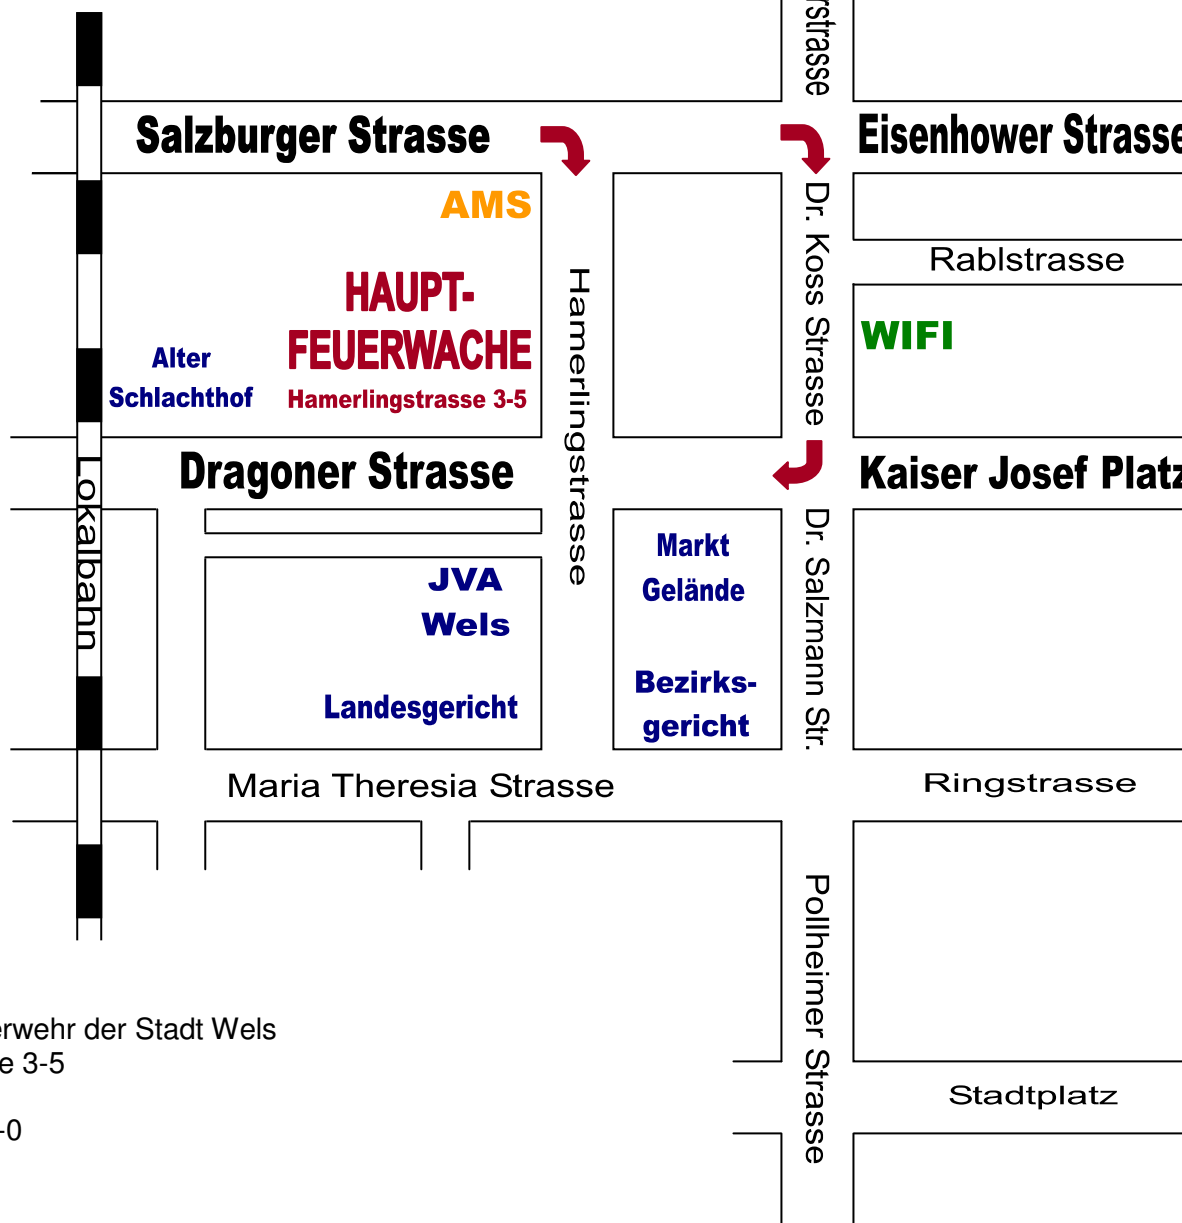 Salzburger Strasse
AMS
HAUPT-
FEUERWACHE
Hamerlingstrasse 3-5
Alter
Schlachthof
Hamerlingstrasse
Dr. Koss Strasse
Rablstrasse
WIFI
Dragoner Strasse
Kaiser Josef Platz
Lokalbahn
JVA
Wels
Landesgericht
Markt
Gelände
Bezirks-
gericht
Dr. Salzmann Str.
Maria Theresia Strasse
Ringstrasse
Pollheimer Strasse
Stadtplatz
rstrasse
Eisenhower Strasse
erwehr der Stadt Wels
e 3-5
-0